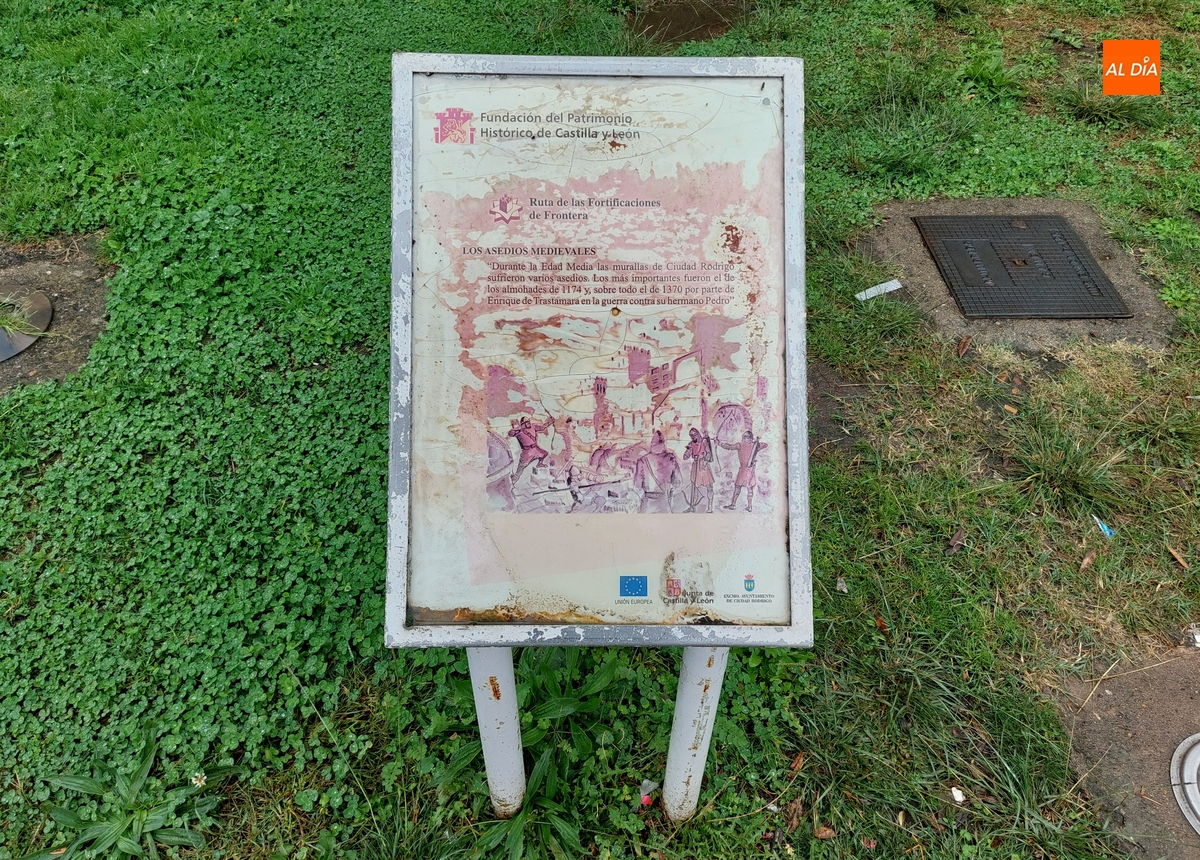 AL DÍA
Fundación del Patrimonio
Histórico de Castilla y León
Ruta de las Fortificaciones
de Frontera
LOS ASEDIOS MEDIEVALES
"Durante la Edad Media las murallas de Ciudad Rodrigo
sufrieron varios asedios. Los más importantes fueron el de
los almohades de 1174 y, sobre todo el de 1370 por parte de
Enrique de Trastamara en la guerra contra su hermano Pedro"
UNIÓN EUROPEA
Junta de
Castilla y León
EXCMO. AYUNTAMIENTO
DE CIUDAD RODRIGO